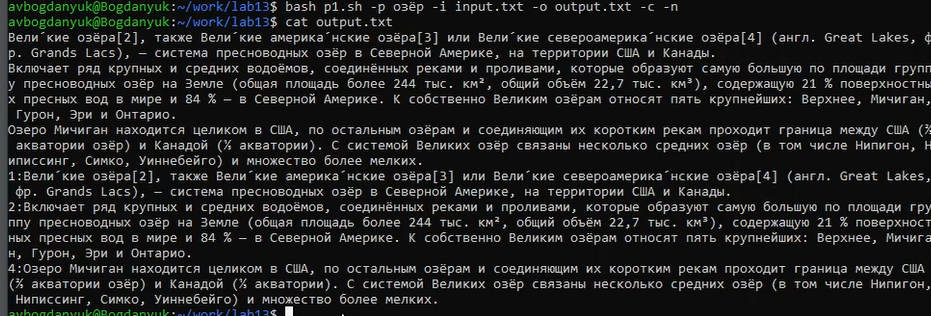 avbogdanyuk@Bogdanyuk:~/work/lab13$ bash p1.sh -p озёр -i input.txt -o output.txt -c -n
avbogdanyuk@Bogdanyuk:~/work/lab13$ cat output.txt
Вели´кие озёра[2], также Вели´кие америка´нские озёра[3] или Вели´кие североамерика´нские озёра[4] (англ. Great Lakes, ф
р. Grands Lacs), — система пресноводных озёр в Северной Америке, на территории США и Канады.
Включает ряд крупных и средних водоёмов, соединённых реками и проливами, которые образуют самую большую по площади групп
у пресноводных озёр на Земле (общая площадь более 244 тыс. км², общий объём 22,7 тыс. км³), содержащую 21 % поверхностны
х пресных вод в мире и 84 % — в Северной Америке. К собственно Великим озёрам относят пять крупнейших: Верхнее, Мичиган,
Гурон, Эри и Онтарио.
Озеро Мичиган находится целиком в США, по остальным озёрам и соединяющим их коротким рекам проходит граница между США (
акватории озёр) и Канадой ( акватории). С системой Великих озёр связаны несколько средних озёр (в том числе Нипигон, Н
иписсинг, Симко, Уиннебейго) и множество более мелких.
1:Вели´кие озёра[2], также Вели´кие америка´нские озёра[3] или Вели´кие североамерика´нские озёра[4] (англ. Great Lakes,
фр. Grands Lacs), — система пресноводных озёр в Северной Америке, на территории США и Канады.
2:Включает ряд крупных и средних водоёмов, соединённых реками и проливами, которые образуют самую большую по площади гру
ппу пресноводных озёр на Земле (общая площадь более 244 тыс. км², общий объём 22,7 тыс. км³), содержащую 21 % поверхност
ных пресных вод в мире и 84 % — в Северной Америке. К собственно Великим озёрам относят пять крупнейших: Верхнее, Мичига
н, Гурон, Эри и Онтарио.
4:Озеро Мичиган находится целиком в США, по остальным озёрам и соединяющим их коротким рекам проходит граница между США
( акватории озёр) и Канадой ( акватории). С системой Великих озёр связаны несколько средних озёр (в том числе Нипигон,
Ниписсинг, Симко, Уиннебейго) и множество более мелких.
avbogdanyuk@Bogdanyuk:~/work/lab13$